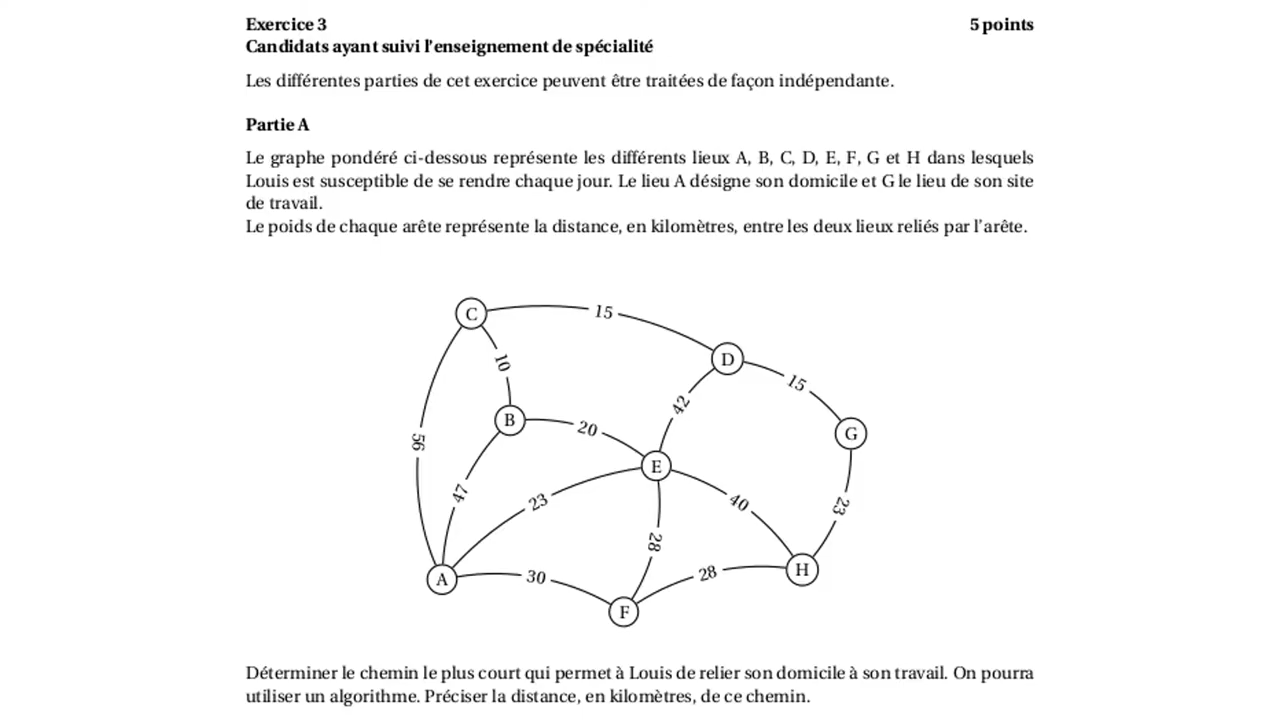 Exercice 3 5 points
Candidats ayant suivi l'enseignement de spécialité
Les différentes parties de cet exercice peuvent être traitées de façon indépendante.
Partie A
Le graphe pondéré ci-dessous représente les différents lieux A, B, C, D, E, F, G et H dans lesquels
Louis est susceptible de se rendre chaque jour. Le lieu A désigne son domicile et G le lieu de son site
de travail.
Le poids de chaque arête représente la distance, en kilomètres, entre les deux lieux reliés par l'arête.
C
15
D
10
15
42
B
20
G
56
E
47
23
40
23
28
A
30
28
H
F
Déterminer le chemin le plus court qui permet à Louis de relier son domicile à son travail. On pourra
utiliser un algorithme. Préciser la distance, en kilomètres, de ce chemin.